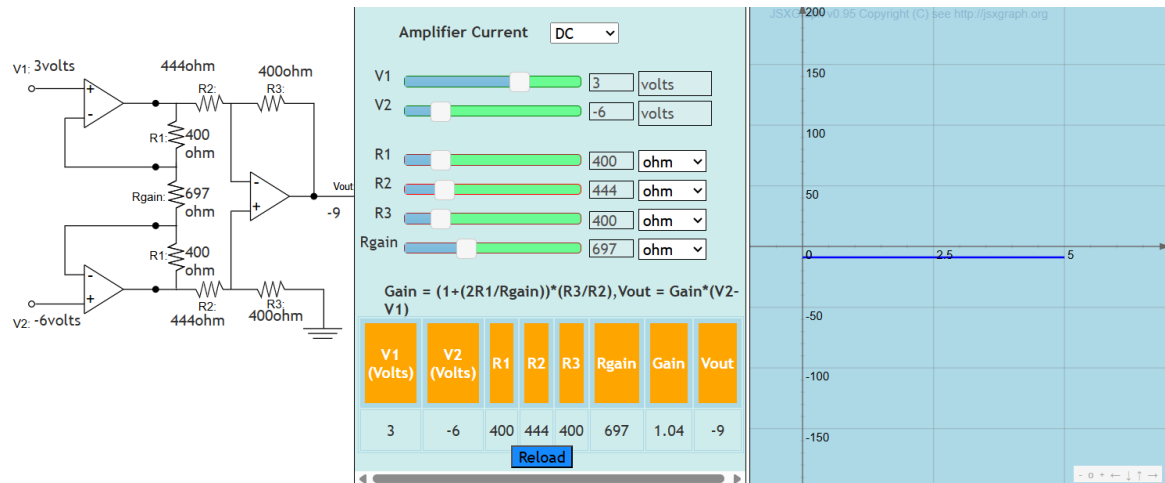 V1: 3volts
444ohm
400ohm
R2:
R3:
+
-
R1: 400
ohm
Rgain: 697
ohm
-
+
Vout
-9
R1: 400
ohm
-
+
R2:
R3:
V2: -6volts
444ohm
400ohm
Amplifier Current DC
V1 3 volts
V2 -6 volts
R1 400 ohm
R2 444 ohm
R3 400 ohm
Rgain 697 ohm
Gain = (1+(2R1/Rgain))*(R3/R2),Vout = Gain*(V2-
V1)
V1 (Volts) V2 (Volts) R1 R2 R3 Rgain Gain Vout
3 -6 400 444 400 697 1.04 -9
Reload
v0.95 Copyright (C) see http://jsxgraph.org
200
150
100
50
0 2.5 5
-50
-100
-150
- o + ← ↓ ↑ →